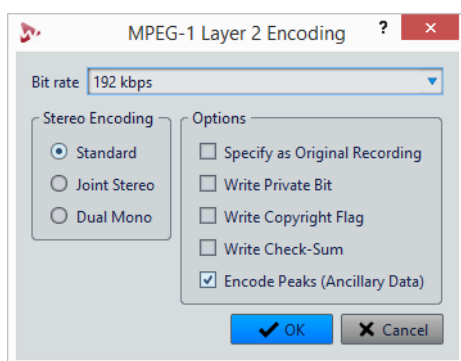 MPEG-1 Layer 2 Encoding ?
Bit rate 192 kbps
Stereo Encoding
Standard
Joint Stereo
Dual Mono
Options
Specify as Original Recording
Write Private Bit
Write Copyright Flag
Write Check-Sum
Encode Peaks (Ancillary Data)
OK Cancel